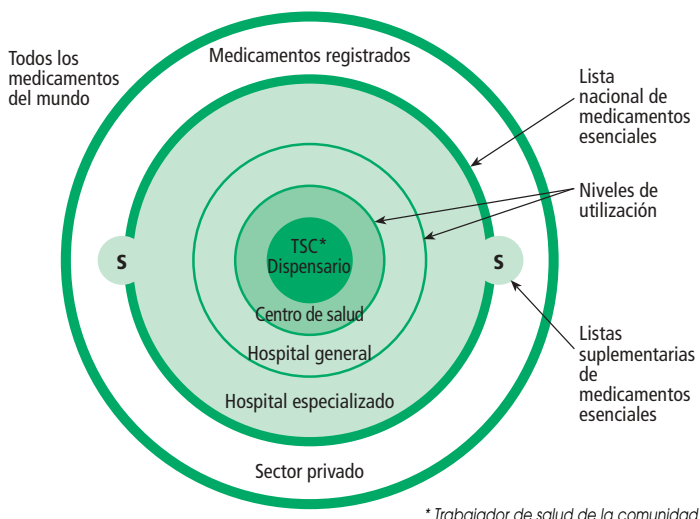 Todos los
medicamentos
del mundo
Medicamentos registrados
Lista
nacional de
medicamentos
esenciales
Niveles de
utilización
TSC*
Dispensario
S
S
Centro de salud
Hospital general
Hospital especializado
Listas
suplementarias
de
medicamentos
esenciales
Sector privado
* Trabajador de salud de la comunidad